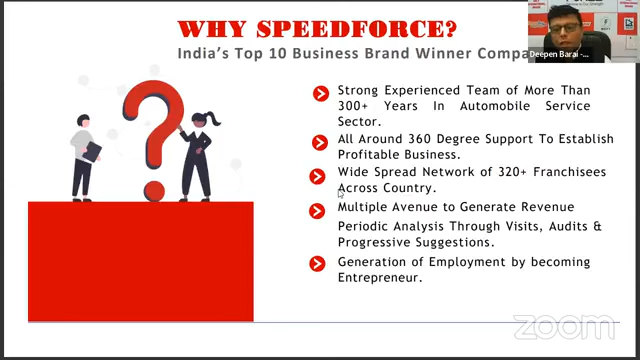 WHY SPEEDFORCE?
India's Top 10 Business Brand Winner Compa
Deepen Barai -...
Strong Experienced Team of More Than
300+ Years In Automobile Service
Sector.
All Around 360 Degree Support To Establish
Profitable Business.
Wide Spread Network of 320+ Franchisees
Across Country.
Multiple Avenue to Generate Revenue
Periodic Analysis Through Visits, Audits &
Progressive Suggestions.
Generation of Employment by becoming
Entrepreneur.
zoom